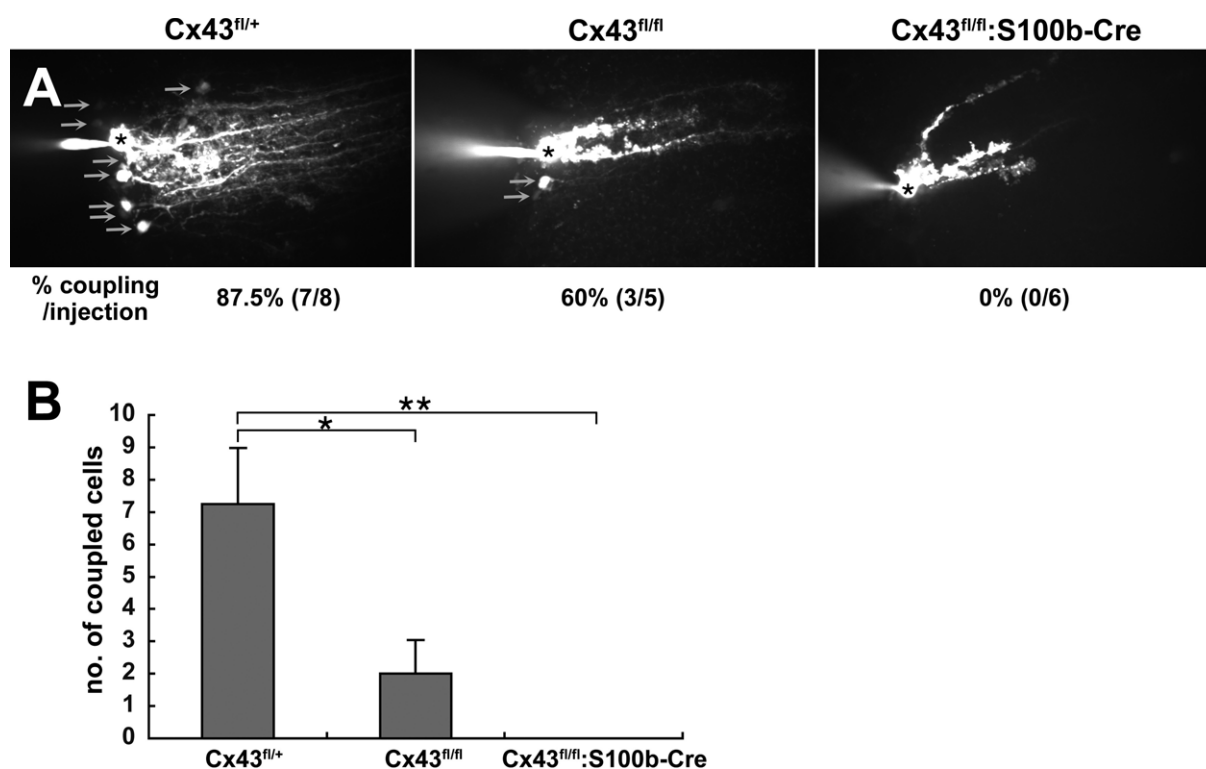 Cx43fl/+ Cx43fl/fl Cx43fl/fl:S100b-Cre
A
* * *
% coupling
/injection
87.5% (7/8) 60% (3/5) 0% (0/6)
B
**
*
no. of coupled cells
10
9
8
7
6
5
4
3
2
1
0
Cx43fl/+ Cx43fl/fl Cx43fl/fl:S100b-Cre